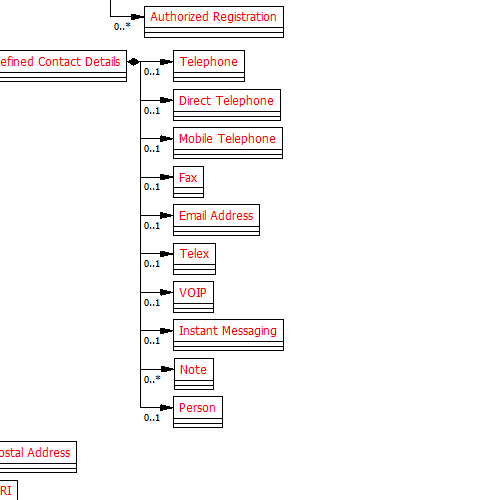 Authorized Registration
0..*
efined Contact Details
Telephone
0..1
Direct Telephone
0..1
Mobile Telephone
0..1
Fax
0..1
Email Address
0..1
Telex
0..1
VOIP
0..1
Instant Messaging
0..1
Note
0..*
Person
0..1
ostal Address
RI